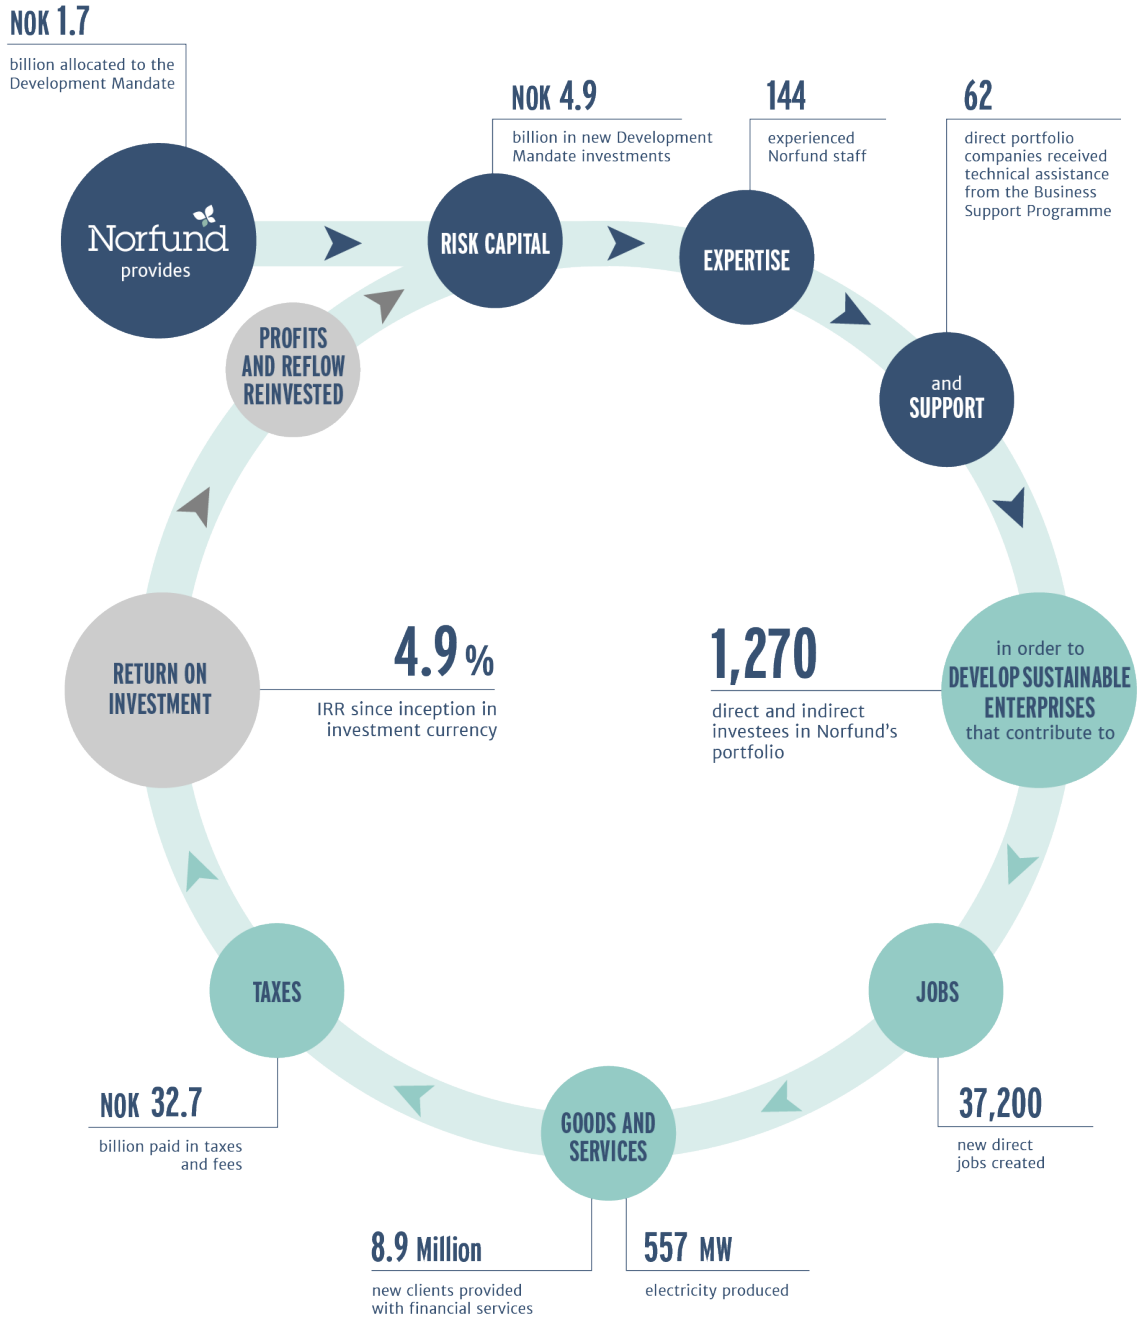 NOK 1.7
billion allocated to the
Development Mandate
Norfund
provides
NOK 4.9
billion in new Development
Mandate investments
RISK CAPITAL
144
experienced
Norfund staff
EXPERTISE
62
direct portfolio
companies received
technical assistance
from the Business
Support Programme
and
SUPPORT
in order to
DEVELOP SUSTAINABLE
ENTERPRISES
that contribute to
1,270
direct and indirect
investees in Norfund’s
portfolio
JOBS
37,200
new direct
jobs created
GOODS AND
SERVICES
557 MW
electricity produced
8.9 Million
new clients provided
with financial services
TAXES
NOK 32.7
billion paid in taxes
and fees
RETURN ON
INVESTMENT
4.9 %
IRR since inception in
investment currency
PROFITS
AND REFLOW
REINVESTED